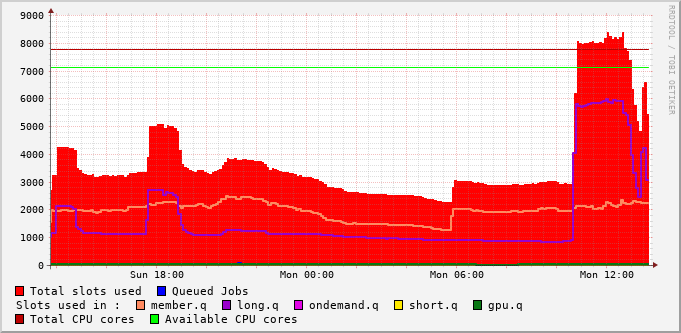 9000
8000
7000
6000
5000
4000
3000
2000
1000
0
Sun 18:00 Mon 00:00 Mon 06:00 Mon 12:00
Total slots used Queued Jobs
Slots used in : member.q long.q ondemand.q short.q gpu.q
Total CPU cores Available CPU cores
RRDTOOL / TOBI OETIKER